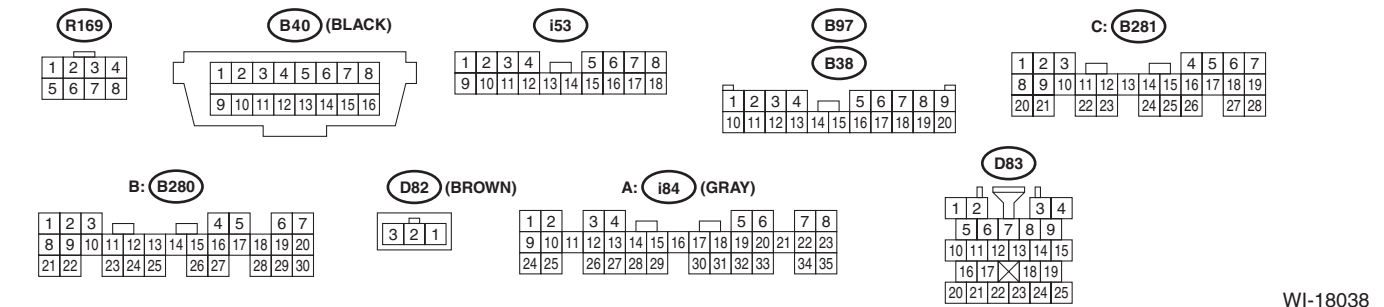 R169
1 2 3 4
5 6 7 8
B40 (BLACK)
1 2 3 4 5 6 7 8
9 10 11 12 13 14 15 16
i53
1 2 3 4 5 6 7 8
9 10 11 12 13 14 15 16 17 18
B97
B38
1 2 3 4 5 6 7 8 9
10 11 12 13 14 15 16 17 18 19 20
C: B281
1 2 3 4 5 6 7
8 9 10 11 12 13 14 15 16 17 18 19
20 21 22 23 24 25 26 27 28
B: B280
1 2 3 4 5 6 7
8 9 10 11 12 13 14 15 16 17 18 19 20
21 22 23 24 25 26 27 28 29 30
D82 (BROWN)
3 2 1
A: i84 (GRAY)
1 2 3 4 5 6 7 8
9 10 11 12 13 14 15 16 17 18 19 20 21 22 23
24 25 26 27 28 29 30 31 32 33 34 35
D83
1 2 3 4
5 6 7 8 9
10 11 12 13 14 15
16 17 18 19
20 21 22 23 24 25
WI-18038